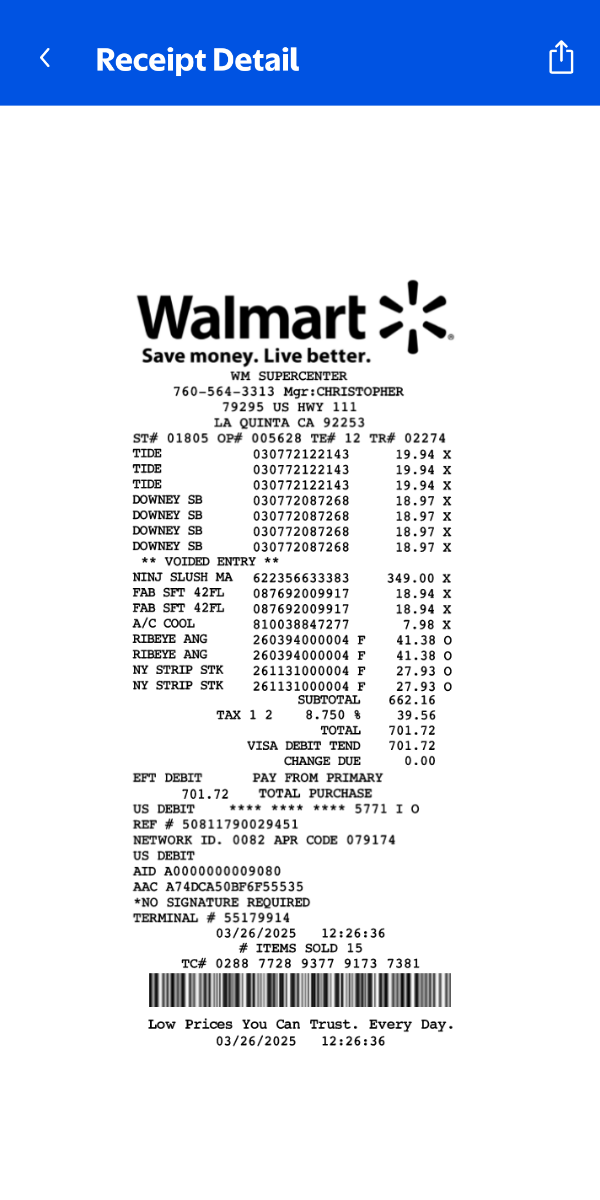 Receipt Detail
Walmart
Save money. Live better.
WM SUPERCENTER
760-564-3313 Mgr:CHRISTOPHER
79295 US HWY 111
LA QUINTA CA 92253
ST# 01805 OP# 005628 TE# 12 TR# 02274
TIDE 030772122143 19.94 X
TIDE 030772122143 19.94 X
TIDE 030772122143 19.94 X
DOWNEY SB 030772087268 18.97 X
DOWNEY SB 030772087268 18.97 X
DOWNEY SB 030772087268 18.97 X
DOWNEY SB 030772087268 18.97 X
** VOIDED ENTRY **
NINJ SLUSH MA 622356633383 349.00 X
FAB SFT 42FL 087692009917 18.94 X
FAB SFT 42FL 087692009917 18.94 X
A/C COOL 810038847277 7.98 X
RIBEYE ANG 260394000004 F 41.38 O
RIBEYE ANG 260394000004 F 41.38 O
NY STRIP STK 261131000004 F 27.93 O
NY STRIP STK 261131000004 F 27.93 O
SUBTOTAL 662.16
TAX 1 2 8.750 % 39.56
TOTAL 701.72
VISA DEBIT TEND 701.72
CHANGE DUE 0.00
EFT DEBIT PAY FROM PRIMARY
701.72 TOTAL PURCHASE
US DEBIT **** **** **** 5771 I O
REF # 50811790029451
NETWORK ID. 0082 APR CODE 079174
US DEBIT
AID A0000000009080
AAC A74DCA50BF6F55535
*NO SIGNATURE REQUIRED
TERMINAL # 55179914
03/26/2025 12:26:36
# ITEMS SOLD 15
TC# 0288 7728 9377 9173 7381
Low Prices You Can Trust. Every Day.
03/26/2025 12:26:36